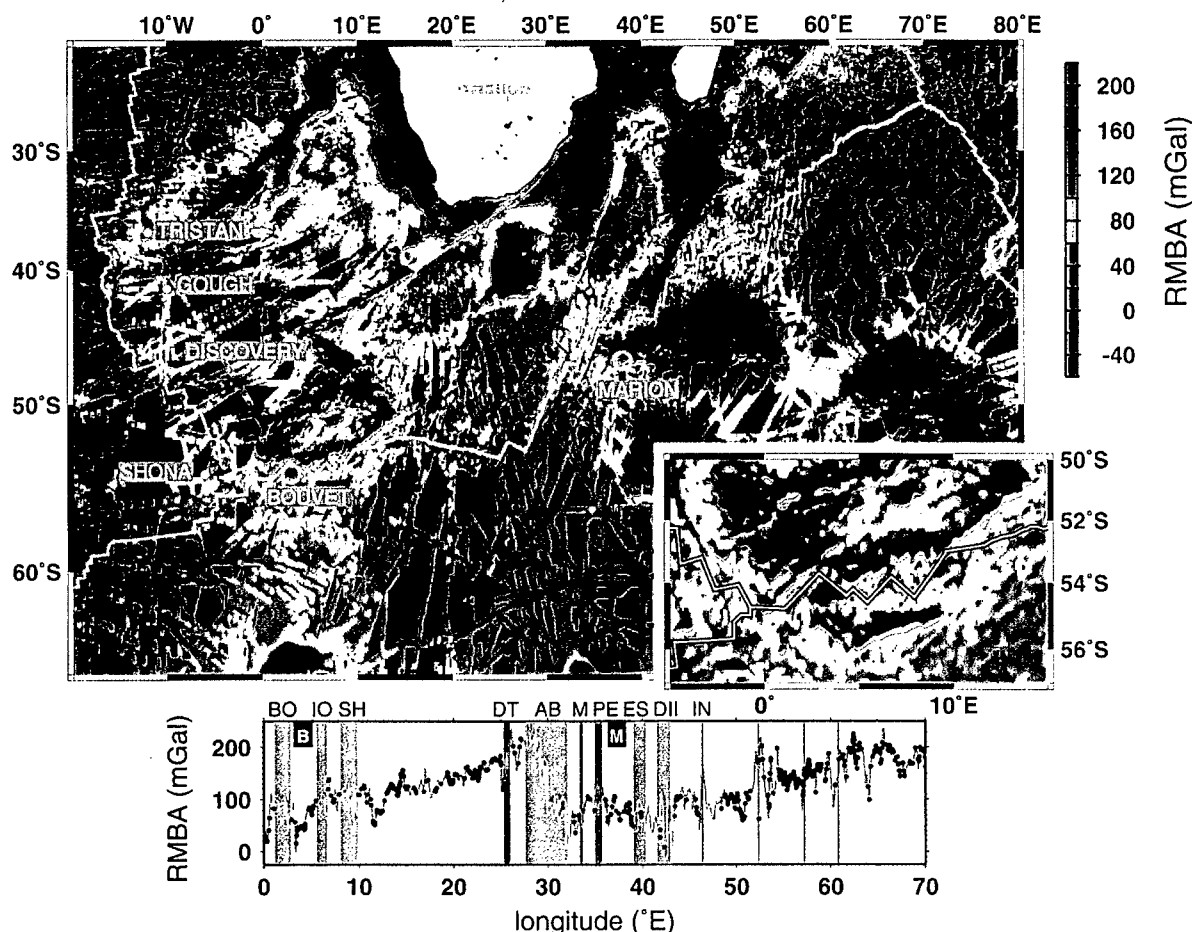 10˚W 0˚ 10˚E 20˚E 30˚E 40˚E 50˚E 60˚E 70˚E 80˚E
30˚S
40˚S
50˚S
60˚S
TRISTAN
GOUGH
DISCOVERY
SHONA
BOUVET
MARION
200
160
120
80
40
0
-40
RMBA (mGal)
50˚S
52˚S
54˚S
56˚S
0˚ 10˚E
BO IO SH DT AB M PE ES DII IN
B M
RMBA (mGal)
200
100
0
0 10 20 30 40 50 60 70
longitude (˚E)